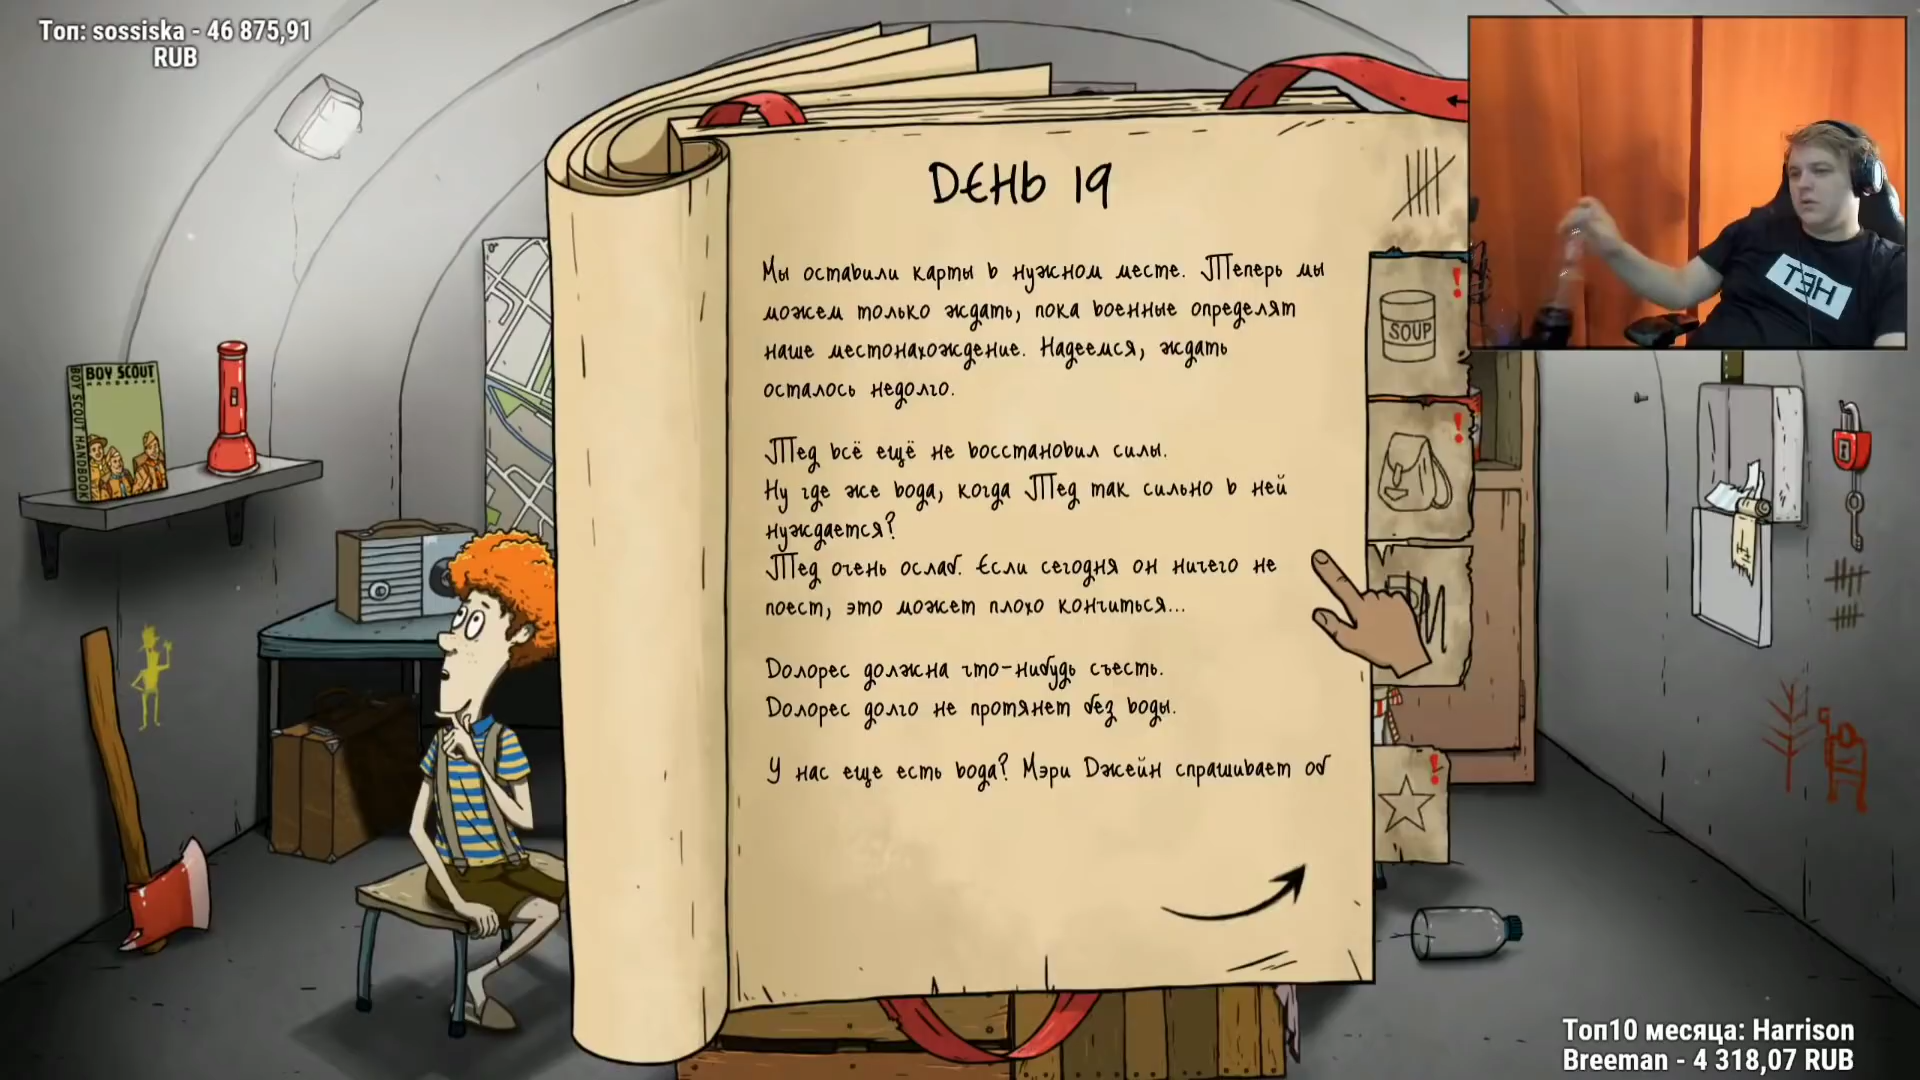 Топ: sossiska - 46 875,91
RUB
BOY SCOUT
BOY SCOUT HANDBOOK
ДЕНЬ 19
Мы оставили карты в нужном месте. Теперь мы
можем только ждать, пока военные определят
наше местонахождение. Надеемся, ждать
осталось недолго.
Тед всё ещё не восстановил силы.
Ну где же вода, когда Тед так сильно в ней
нуждается?
Тед очень ослаб. Если сегодня он ничего не
поест, это может плохо кончиться...
Долорес должна что-нибудь съесть.
Долорес долго не протянет без воды.
У нас еще есть вода? Мэри Джейн спрашивает об
SOUP
НЕТ
Топ10 месяца: Harrison
Breeman - 4 318,07 RUB